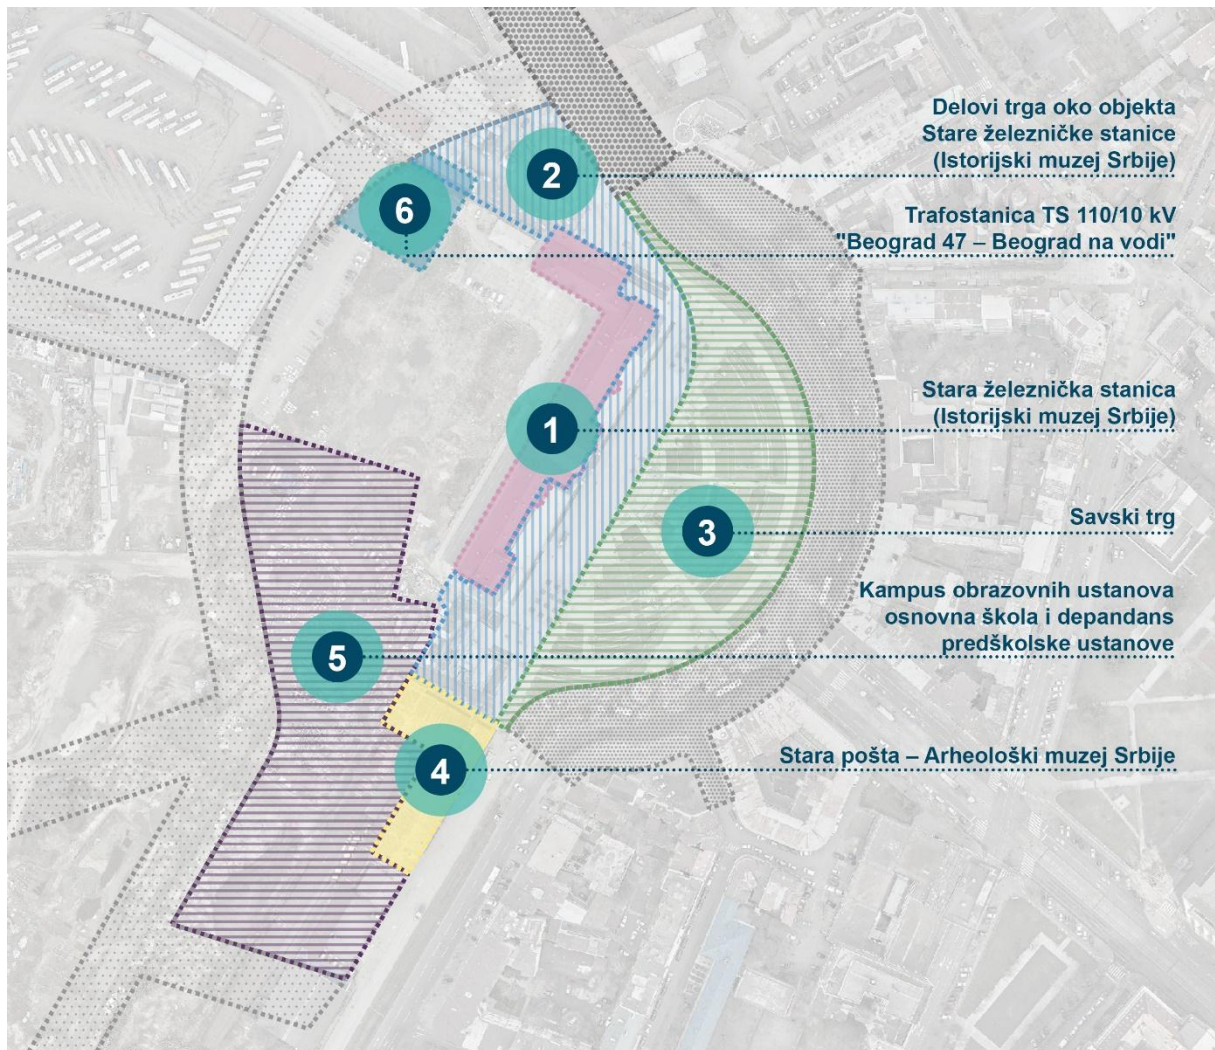 Delovi trga oko objekta
Stare železničke stanice
(Istorijski muzej Srbije)
2
6
Trafostanica TS 110/10 kV
"Beograd 47 – Beograd na vodi"
Stara železnička stanica
(Istorijski muzej Srbije)
1
3
Savski trg
Kampus obrazovnih ustanova
osnovna škola i depandans
predškolske ustanove
5
4
Stara pošta – Arheološki muzej Srbije